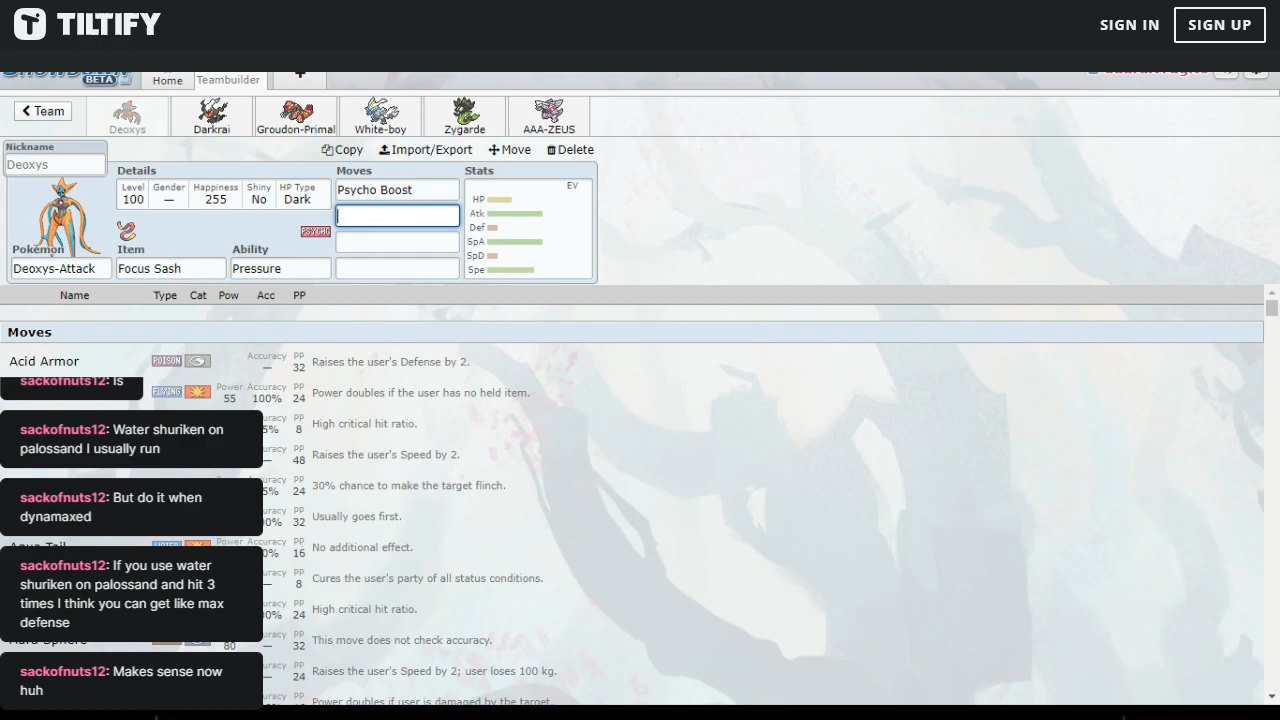 TILTIFY
SIGN IN
SIGN UP
BETA
Home
Teambuilder
+
Team
Deoxys
Darkrai
Groudon-Primal
White-boy
Zygarde
AAA-ZEUS
Nickname
Deoxys
Copy
Import/Export
Move
Delete
Details
Moves
Stats
Level
Gender
Happiness
Shiny
HP Type
100
—
255
No
Dark
Psycho Boost
EV
HP
Atk
Def
SpA
SpD
Spe
PSYCHC
Pokémon
Item
Ability
Deoxys-Attack
Focus Sash
Pressure
Name
Type
Cat
Pow
Acc
PP
Moves
Acid Armor
POISON
Accuracy
—
PP
32
Raises the user's Defense by 2.
sackofnuts12: Is
FLYING
Power
55
Accuracy
100%
PP
24
Power doubles if the user has no held item.
sackofnuts12: Water shuriken on
palossand I usually run
PP
8
High critical hit ratio.
—
PP
48
Raises the user's Speed by 2.
sackofnuts12: But do it when
dynamaxed
PP
24
30% chance to make the target flinch.
PP
32
Usually goes first.
Aqua Tail
PP
16
No additional effect.
sackofnuts12: If you use water
shuriken on palossand and hit 3
times I think you can get like max
defense
—
PP
8
Cures the user's party of all status conditions.
PP
24
High critical hit ratio.
80
—
PP
32
This move does not check accuracy.
sackofnuts12: Makes sense now
huh
—
PP
24
Raises the user's Speed by 2; user loses 100 kg.
PP
Power doubles if user is damaged by the target.